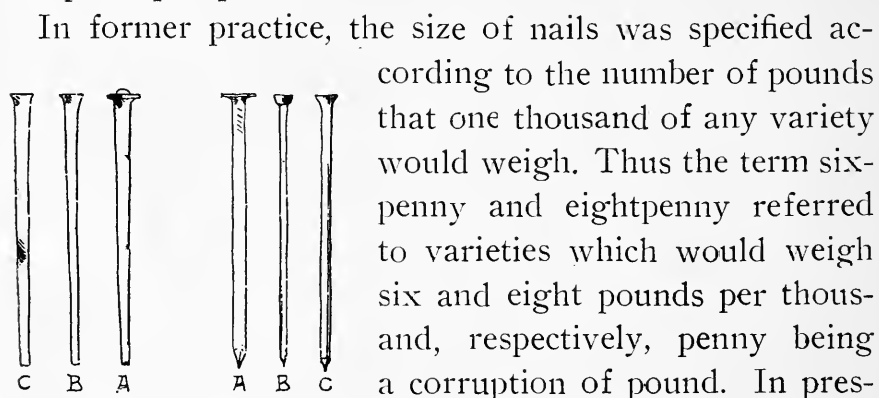 In former practice, the size of nails was specified ac-
cording to the number of pounds
that one thousand of any variety
would weigh. Thus the term six-
penny and eightpenny referred
to varieties which would weigh
six and eight pounds per thous-
and, respectively, penny being
a corruption of pound. In pres-
C B A A B C